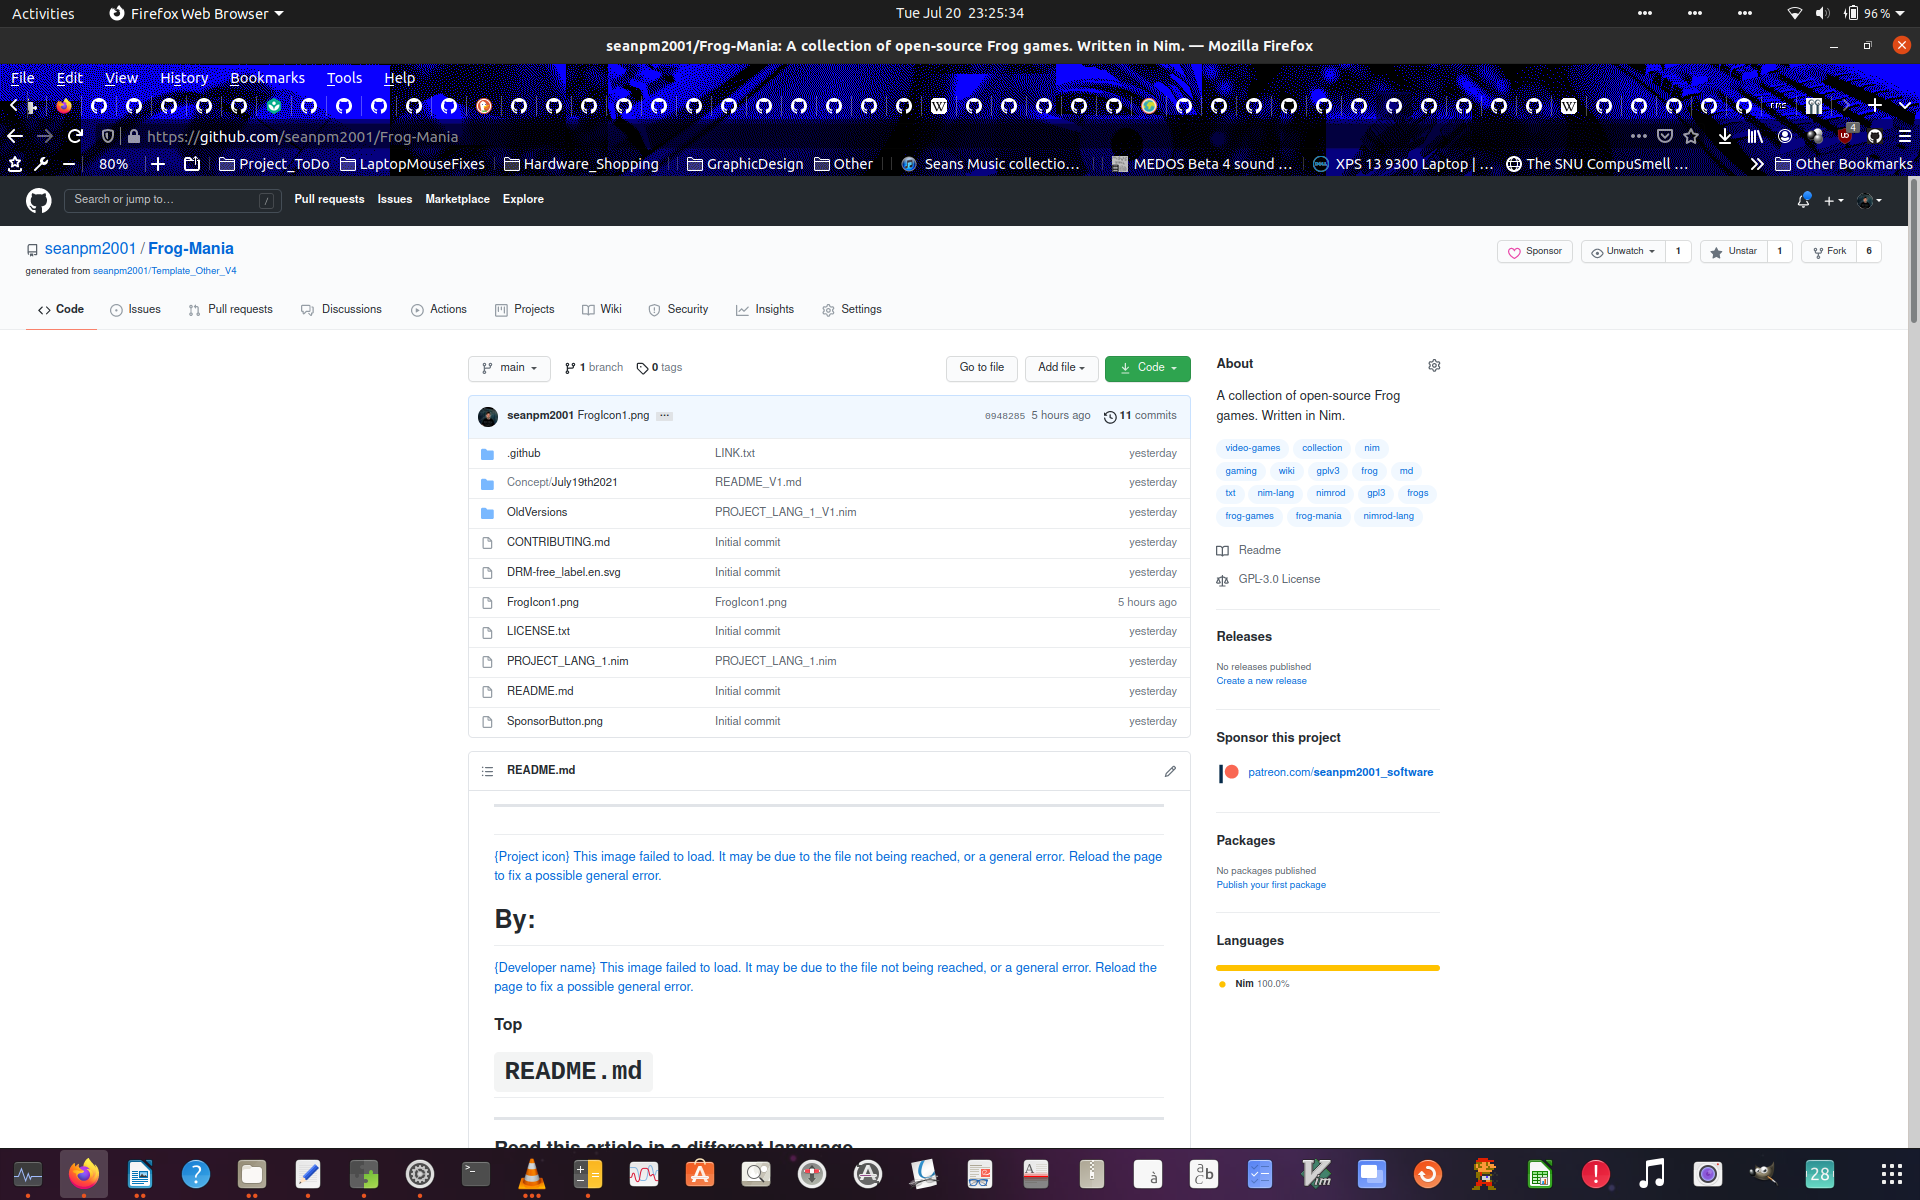 Activities Firefox Web Browser Tue Jul 20 23:25:34 96 %
seanpm2001/Frog-Mania: A collection of open-source Frog games. Written in Nim. — Mozilla Firefox
File Edit View History Bookmarks Tools Help
https://github.com/seanpm2001/Frog-Mania 4
80% Project_ToDo LaptopMouseFixes Hardware_Shopping GraphicDesign Other Seans Music collectio… MEDOS Beta 4 sound … XPS 13 9300 Laptop | … The SNU CompuSmell … Other Bookmarks
Search or jump to… / Pull requests Issues Marketplace Explore
seanpm2001 / Frog-Mania Sponsor Unwatch 1 Unstar 1 Fork 6
generated from seanpm2001/Template_Other_V4
Code Issues Pull requests Discussions Actions Projects Wiki Security Insights Settings
main 1 branch 0 tags Go to file Add file Code
seanpm2001 FrogIcon1.png ... 0948285 5 hours ago 11 commits
.github LINK.txt yesterday
Concept/July19th2021 README_V1.md yesterday
OldVersions PROJECT_LANG_1_V1.nim yesterday
CONTRIBUTING.md Initial commit yesterday
DRM-free_label.en.svg Initial commit yesterday
FrogIcon1.png FrogIcon1.png 5 hours ago
LICENSE.txt Initial commit yesterday
PROJECT_LANG_1.nim PROJECT_LANG_1.nim yesterday
README.md Initial commit yesterday
SponsorButton.png Initial commit yesterday
README.md
{Project icon} This image failed to load. It may be due to the file not being reached, or a general error. Reload the page
to fix a possible general error.
By:
{Developer name} This image failed to load. It may be due to the file not being reached, or a general error. Reload the
page to fix a possible general error.
Top
README.md
Read this article in a different language
About
A collection of open-source Frog
games. Written in Nim.
video-games collection nim
gaming wiki gplv3 frog md
txt nim-lang nimrod gpl3 frogs
frog-games frog-mania nimrod-lang
Readme
GPL-3.0 License
Releases
No releases published
Create a new release
Sponsor this project
patreon.com/seanpm2001_software
Packages
No packages published
Publish your first package
Languages
Nim 100.0%
28